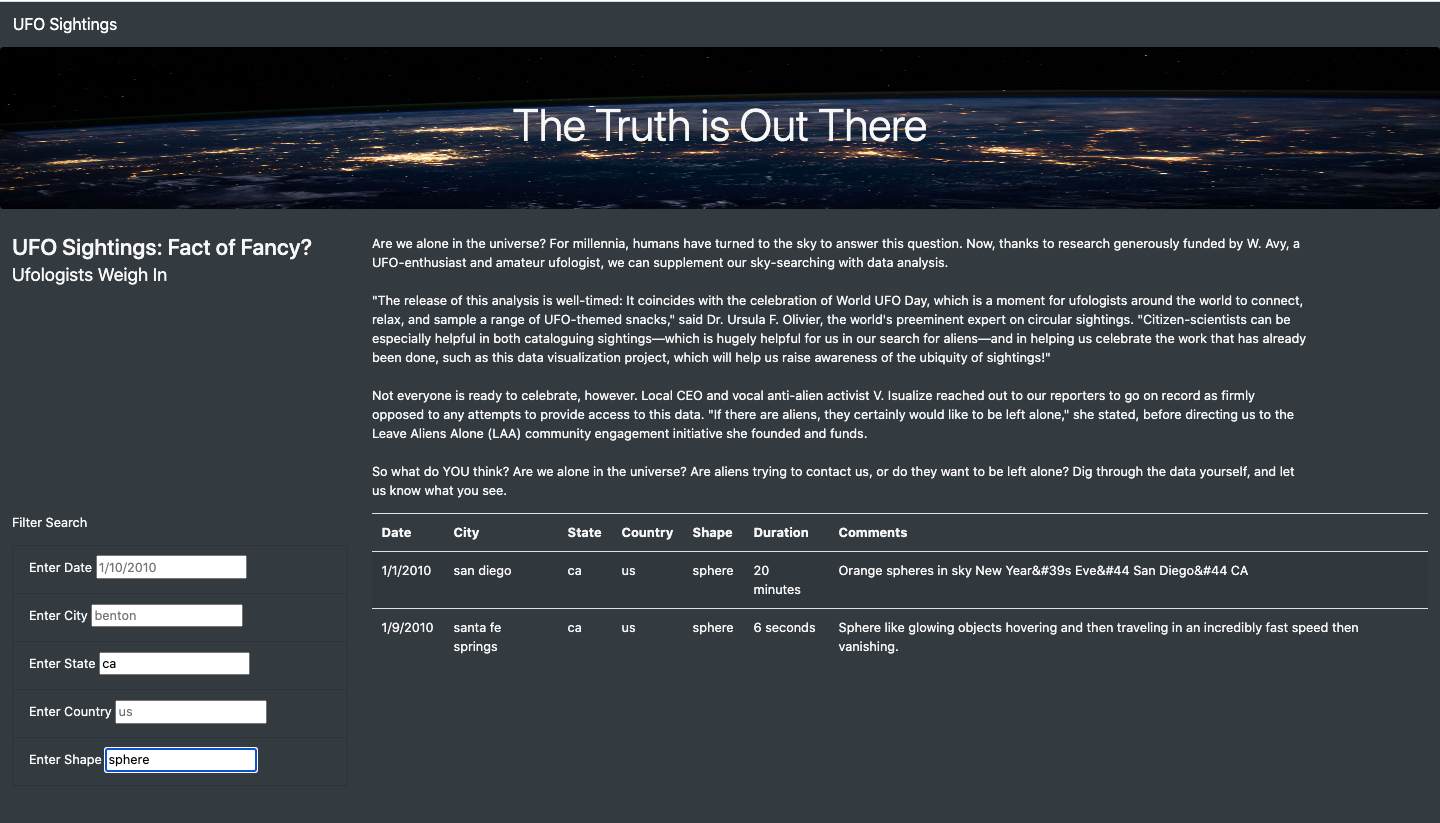 UFO Sightings
The Truth is Out There
UFO Sightings: Fact of Fancy?
Ufologists Weigh In
Are we alone in the universe? For millennia, humans have turned to the sky to answer this question. Now, thanks to research generously funded by W. Avy, a
UFO-enthusiast and amateur ufologist, we can supplement our sky-searching with data analysis.
"The release of this analysis is well-timed: It coincides with the celebration of World UFO Day, which is a moment for ufologists around the world to connect,
relax, and sample a range of UFO-themed snacks," said Dr. Ursula F. Olivier, the world's preeminent expert on circular sightings. "Citizen-scientists can be
especially helpful in both cataloguing sightings—which is hugely helpful for us in our search for aliens—and in helping us celebrate the work that has already
been done, such as this data visualization project, which will help us raise awareness of the ubiquity of sightings!"
Not everyone is ready to celebrate, however. Local CEO and vocal anti-alien activist V. Isualize reached out to our reporters to go on record as firmly
opposed to any attempts to provide access to this data. "If there are aliens, they certainly would like to be left alone," she stated, before directing us to the
Leave Aliens Alone (LAA) community engagement initiative she founded and funds.
So what do YOU think? Are we alone in the universe? Are aliens trying to contact us, or do they want to be left alone? Dig through the data yourself, and let
us know what you see.
Filter Search
Enter Date 1/10/2010
Enter City benton
Enter State ca
Enter Country us
Enter Shape sphere
Date City State Country Shape Duration Comments
1/1/2010 san diego ca us sphere 20 Orange spheres in sky New Year&#39s Eve&#44 San Diego&#44 CA
minutes
1/9/2010 santa fe ca us sphere 6 seconds Sphere like glowing objects hovering and then traveling in an incredibly fast speed then
springs vanishing.